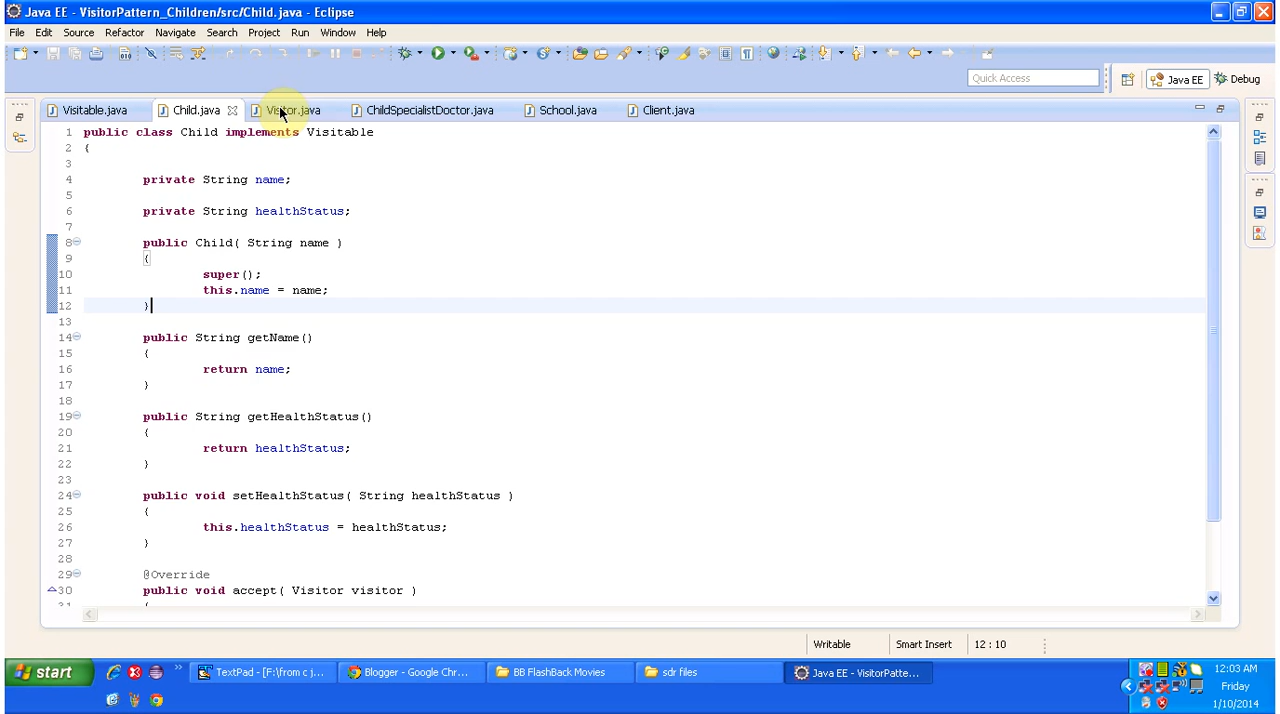 Java EE - VisitorPattern_Children/src/Child.java - Eclipse
File Edit Source Refactor Navigate Search Project Run Window Help
Quick Access
Java EE
Debug
Visitable.java
Child.java
Visitor.java
ChildSpecialistDoctor.java
School.java
Client.java
1 public class Child implements Visitable
2 {
3
4 private String name;
5
6 private String healthStatus;
7
8 public Child( String name )
9 {
10 super();
11 this.name = name;
12 }
13
14 public String getName()
15 {
16 return name;
17 }
18
19 public String getHealthStatus()
20 {
21 return healthStatus;
22 }
23
24 public void setHealthStatus( String healthStatus )
25 {
26 this.healthStatus = healthStatus;
27 }
28
29 @Override
30 public void accept( Visitor visitor )
Writable
Smart Insert
12 : 10
start
TextPad - [F:\from c j...
Blogger - Google Chr...
BB FlashBack Movies
sdr files
Java EE - VisitorPatte...
12:03 AM
Friday
1/10/2014